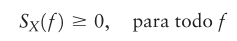 S_X(f) ≥ 0, para todo f